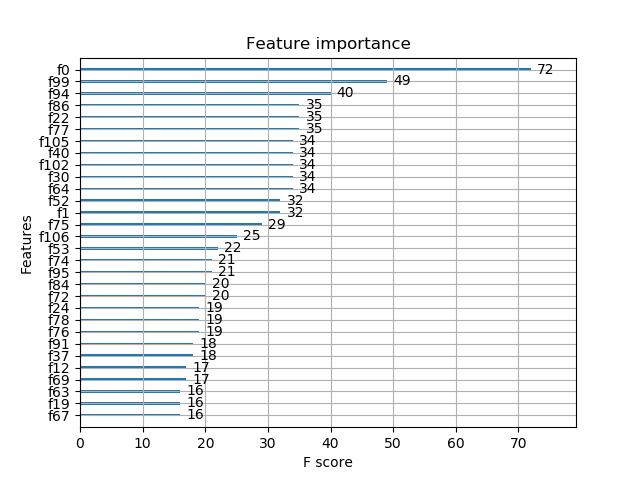 Feature importance
f0 72
f99 49
f94 40
f86 35
f22 35
f77 35
f105 34
f40 34
f102 34
f30 34
f64 34
f52 32
f1 32
f75 29
f106 25
f53 22
f74 21
f95 21
f84 20
f72 20
f24 19
f78 19
f76 19
f91 18
f37 18
f12 17
f69 17
f63 16
f19 16
f67 16
Features
0 10 20 30 40 50 60 70
F score